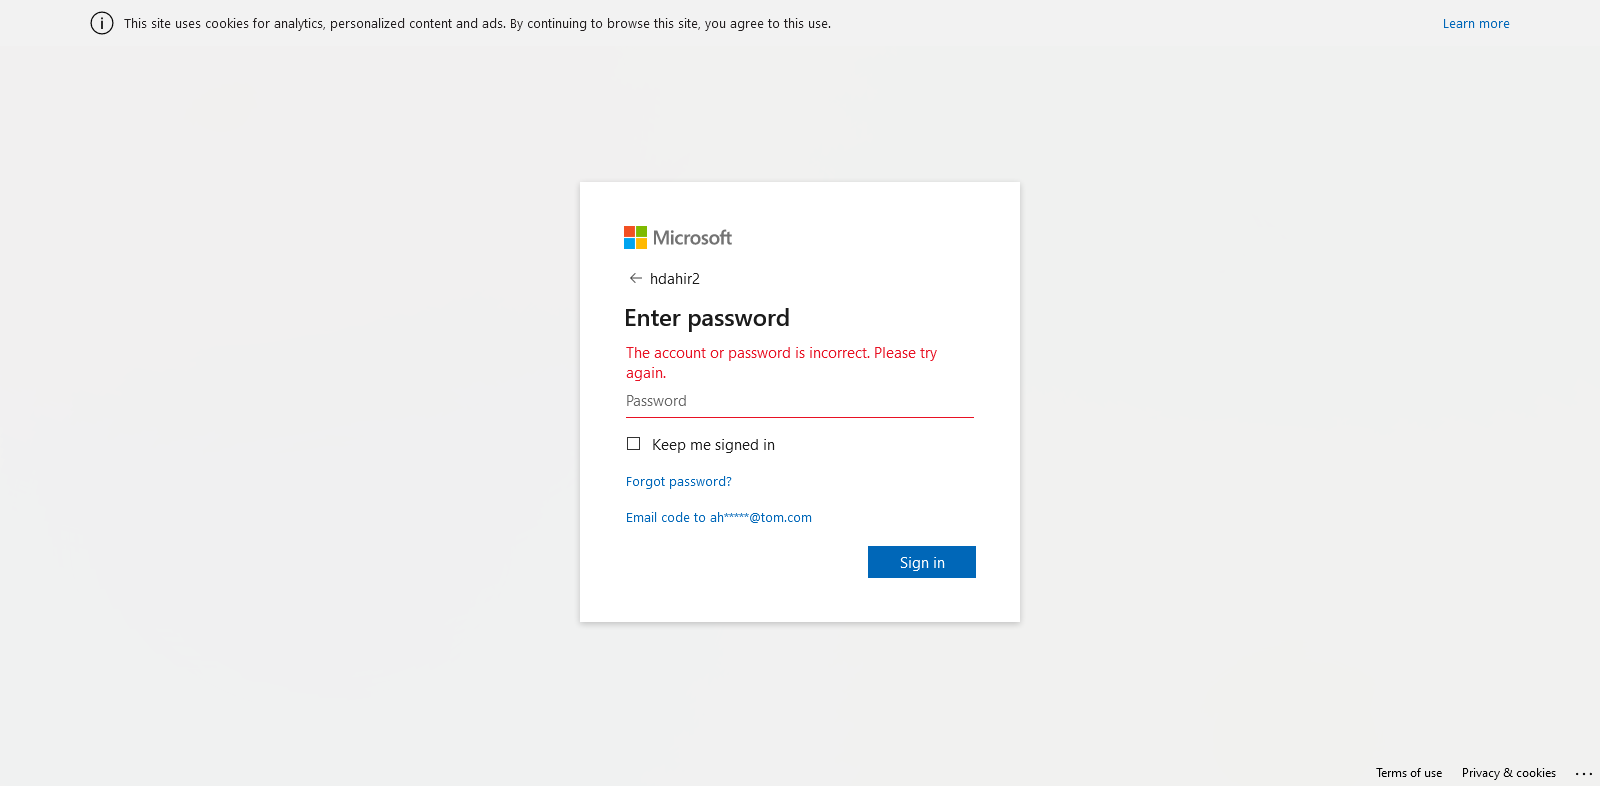 This site uses cookies for analytics, personalized content and ads. By continuing to browse this site, you agree to this use.
Learn more
Microsoft
hdahir2
Enter password
The account or password is incorrect. Please try
again.
Password
Keep me signed in
Forgot password?
Email code to ah*****@tom.com
Sign in
Terms of use
Privacy & cookies
...